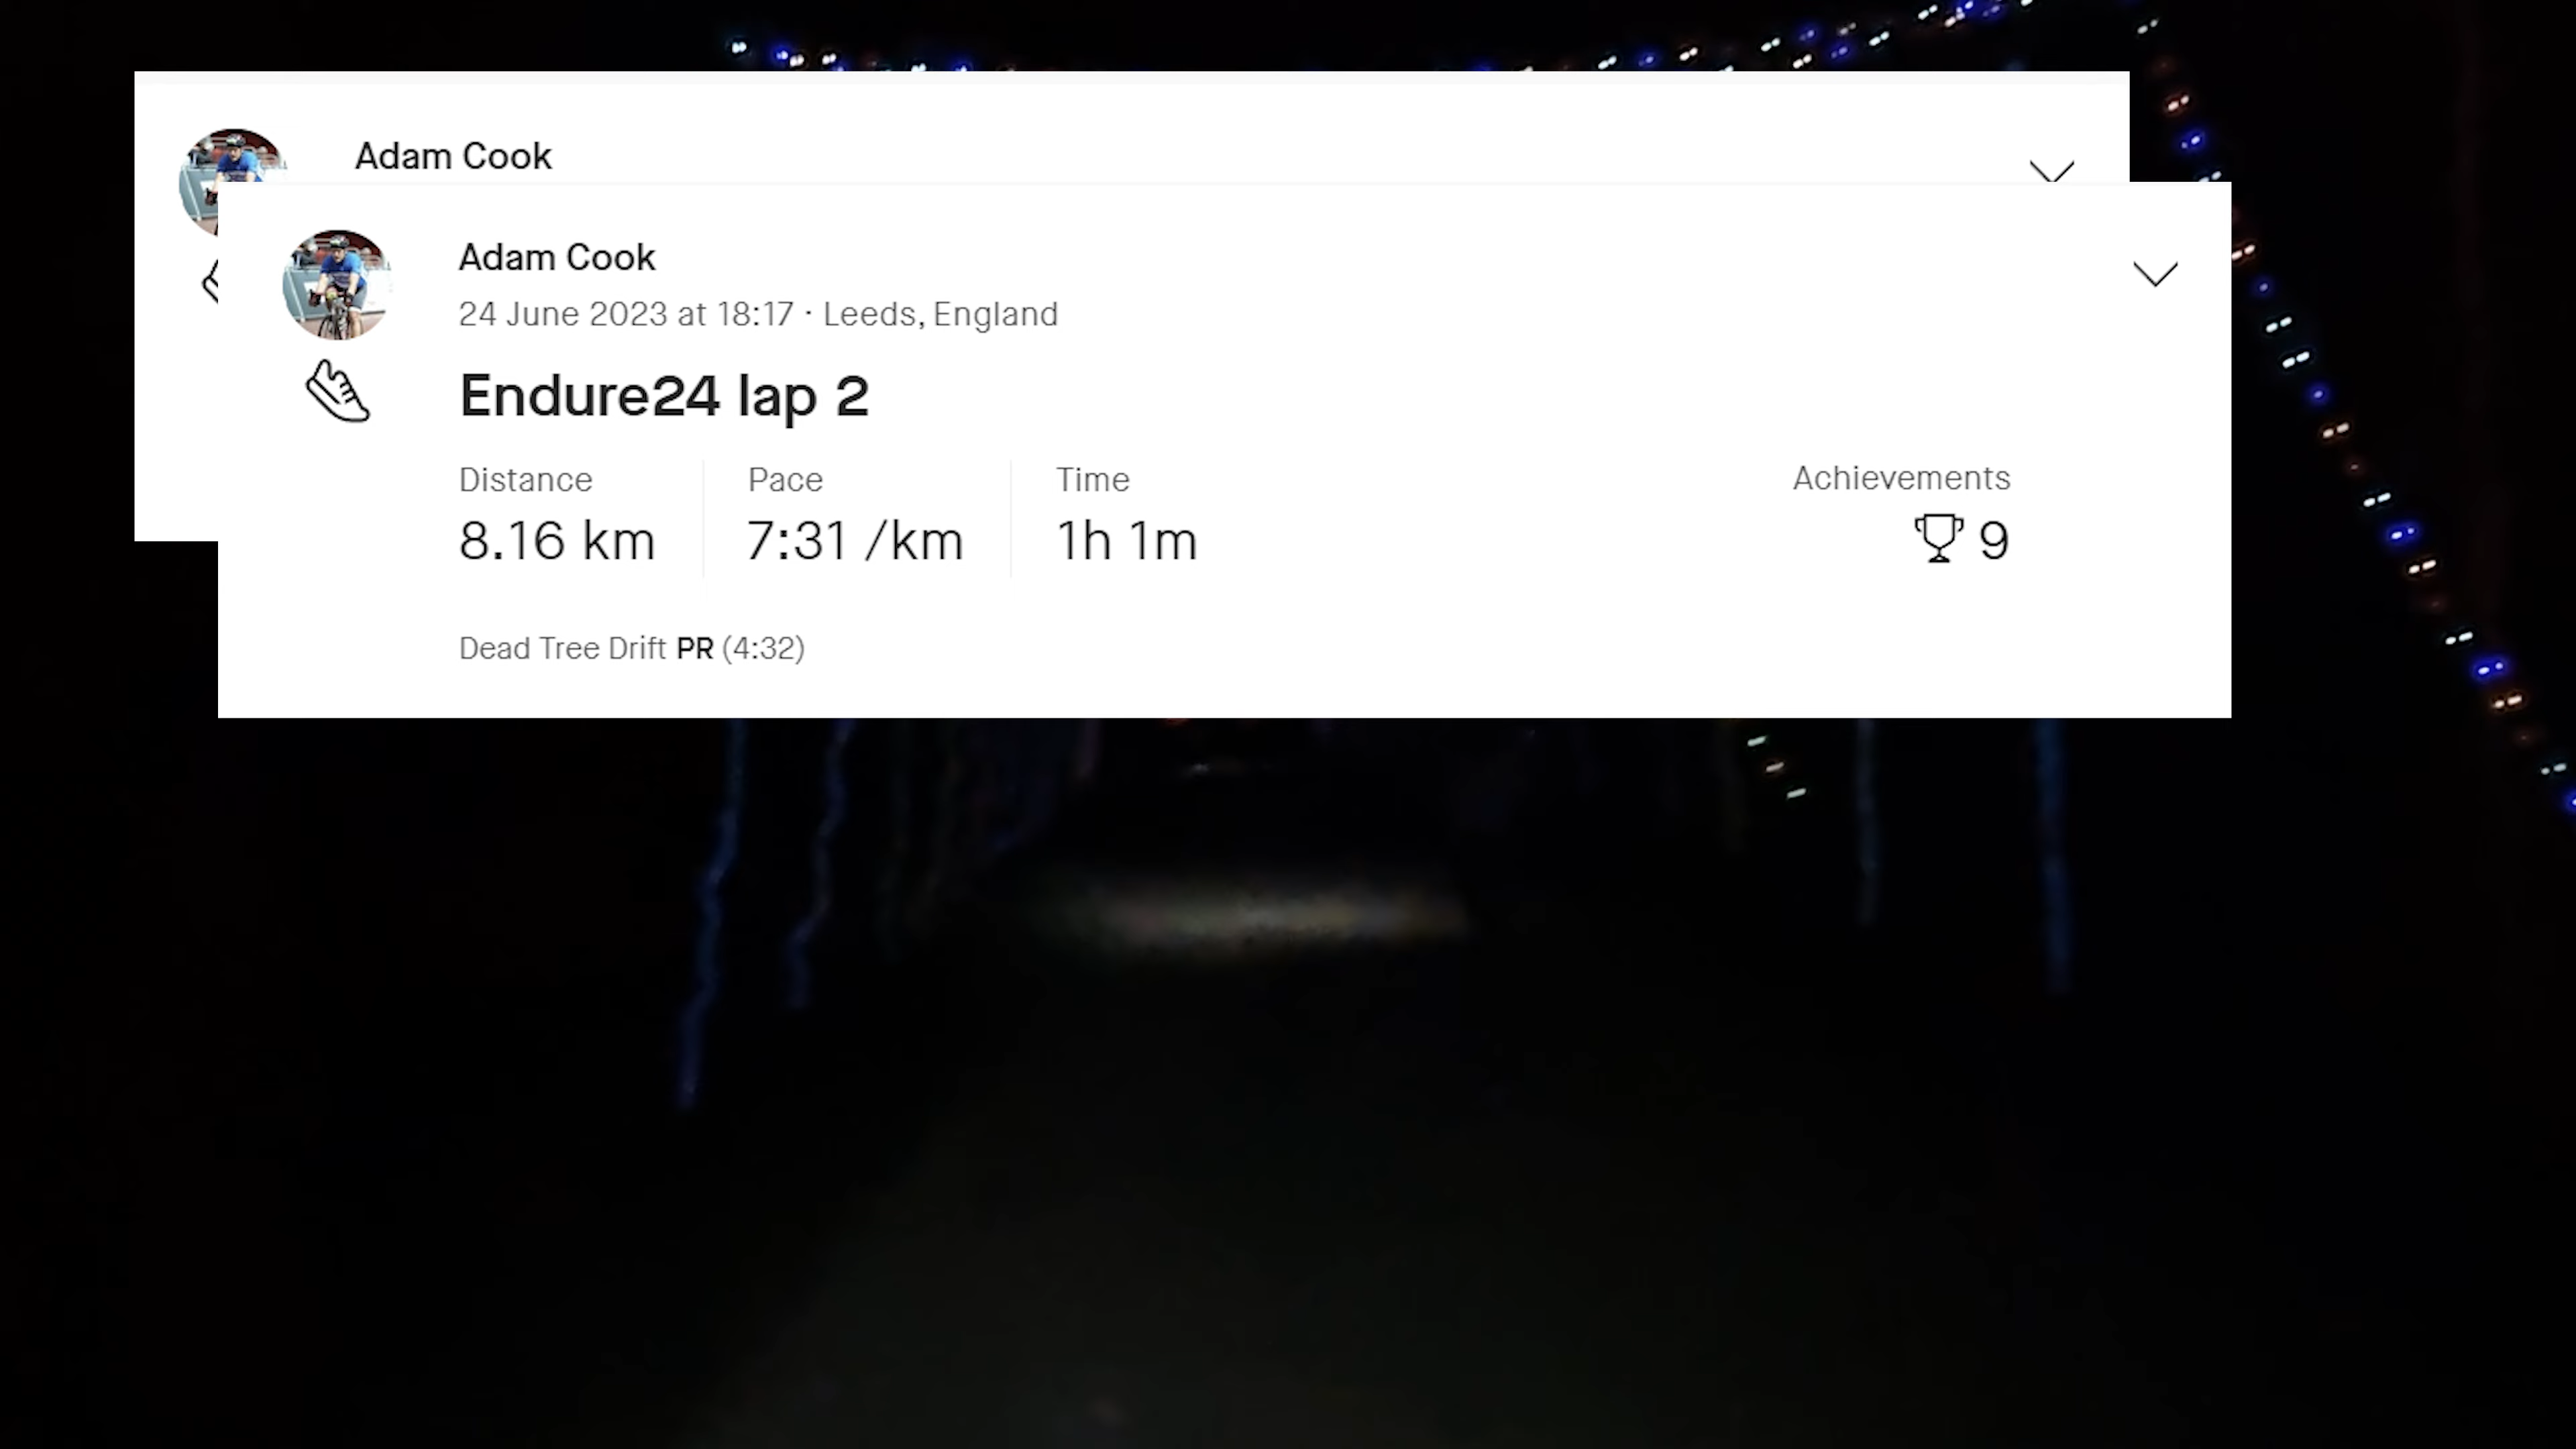 Adam Cook
Adam Cook
24 June 2023 at 18:17 · Leeds, England
Endure24 lap 2
Distance Pace Time Achievements
8.16 km 7:31 /km 1h 1m 9
Dead Tree Drift PR (4:32)